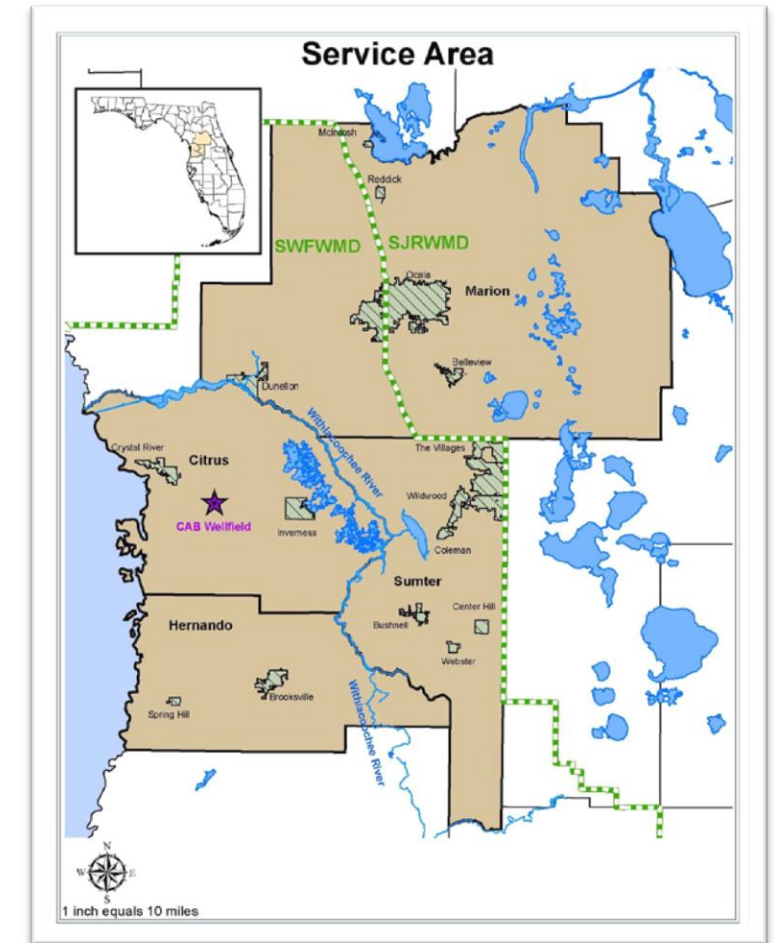 Service Area
McIntosh
Reddick
SWFWMD
SJRWMD
Ocala
Marion
Belleview
Dunellon
Withlacoochee River
Crystal River
Citrus
The Villages
Wildwood
CAB Wellfield
Inverness
Coleman
Sumter
Center Hill
Hernando
Bushnell
Webster
Brooksville
Spring Hill
Withlacoochee River
N
W
E
S
1 inch equals 10 miles